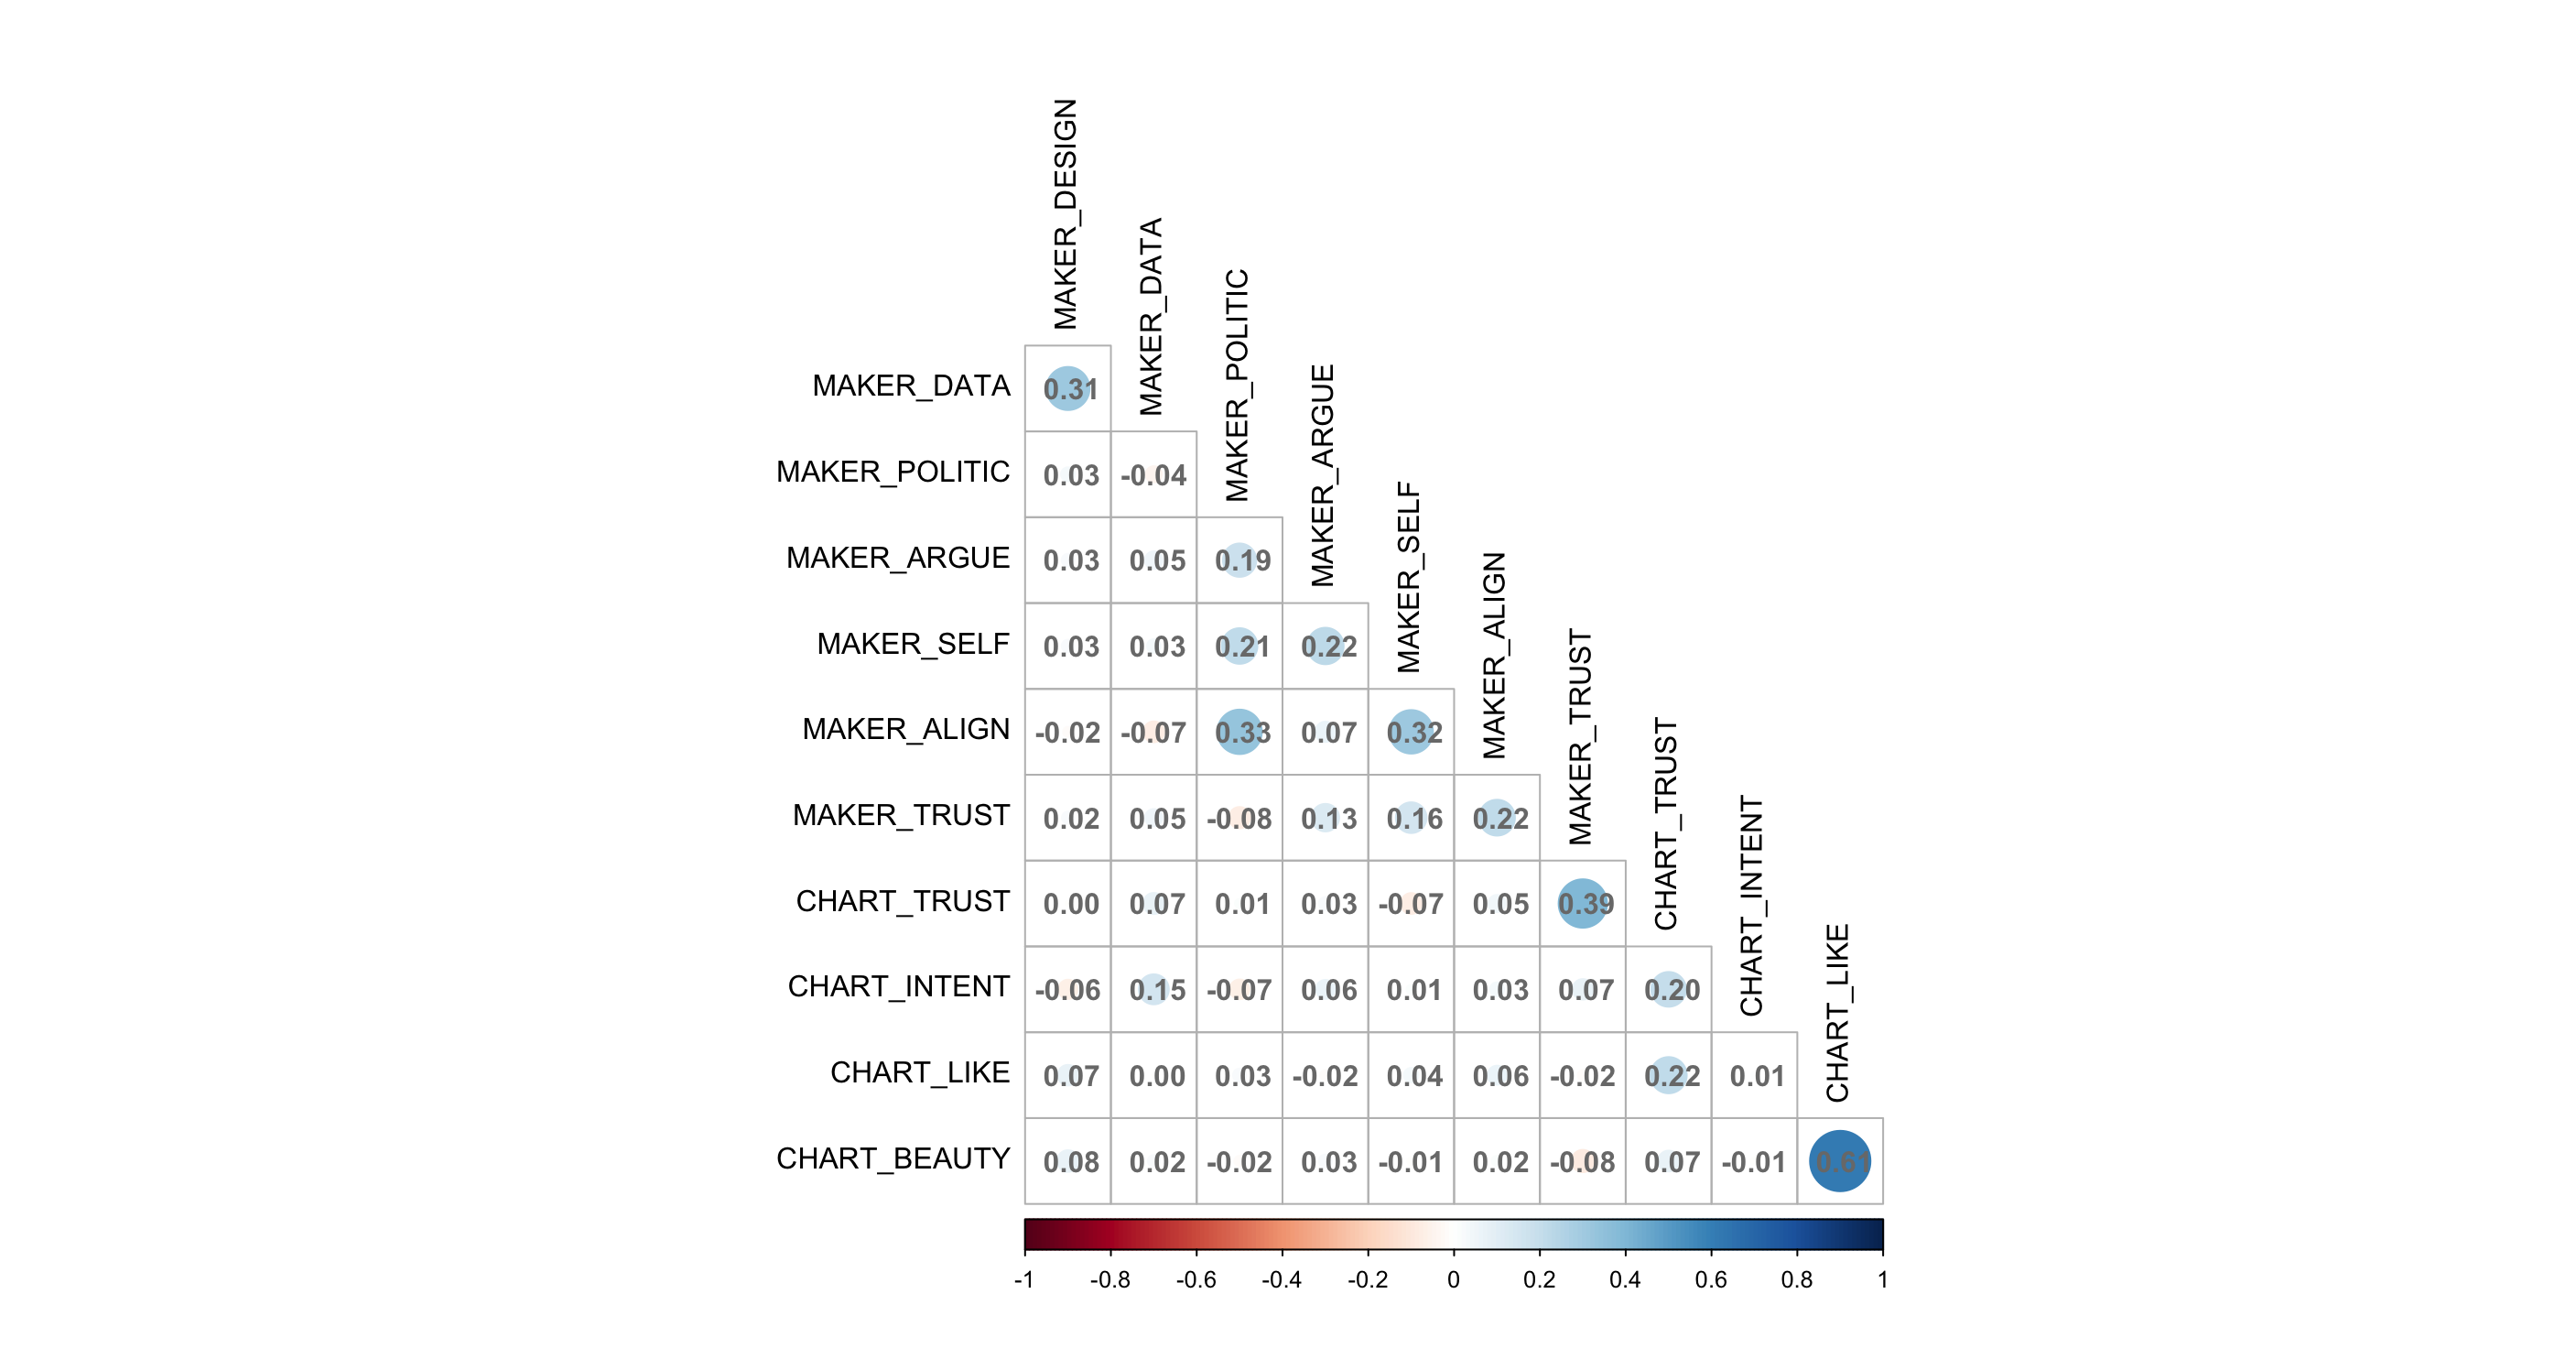 MAKER_DESIGN
MAKER_DATA
MAKER_POLITIC
MAKER_ARGUE
MAKER_SELF
MAKER_ALIGN
MAKER_TRUST
CHART_TRUST
CHART_INTENT
CHART_LIKE
MAKER_DATA 0.31
MAKER_POLITIC 0.03 -0.04
MAKER_ARGUE 0.03 0.05 0.19
MAKER_SELF 0.03 0.03 0.21 0.22
MAKER_ALIGN -0.02 -0.07 0.33 0.07 0.32
MAKER_TRUST 0.02 0.05 -0.08 0.13 0.16 0.22
CHART_TRUST 0.00 0.07 0.01 0.03 -0.07 0.05 0.39
CHART_INTENT -0.06 0.15 -0.07 0.06 0.01 0.03 0.07 0.20
CHART_LIKE 0.07 0.00 0.03 -0.02 0.04 0.06 -0.02 0.22 0.01
CHART_BEAUTY 0.08 0.02 -0.02 0.03 -0.01 0.02 -0.08 0.07 -0.01 0.61
-1 -0.8 -0.6 -0.4 -0.2 0 0.2 0.4 0.6 0.8 1